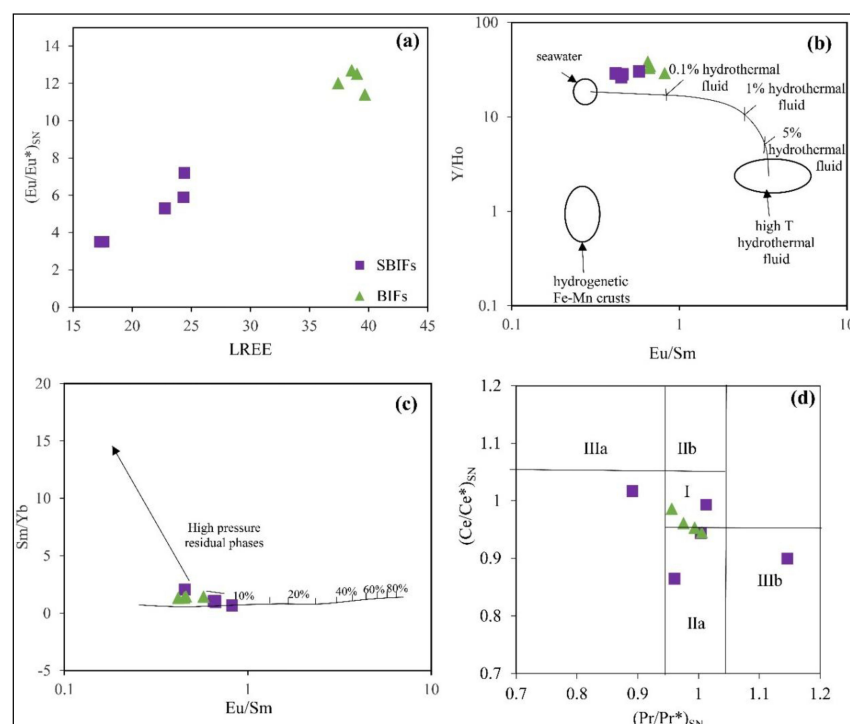 (a)
14
12
10
8
6
4
2
0
(Eu/Eu*)SN
SBIFs
BIFs
15 20 25 30 35 40 45
LREE
(b)
100
10
1
0.1
Y/Ho
seawater
0.1% hydrothermal
fluid
1% hydrothermal
fluid
5%
hydrothermal
fluid
high T
hydrothermal
fluid
hydrogenetic
Fe-Mn crusts
0.1 1 10
Eu/Sm
(c)
20
15
10
5
0
-5
Sm/Yb
High pressure
residual phases
10% 20% 40% 60% 80%
0.1 1 10
Eu/Sm
(d)
1.2
1.1
1
0.9
0.8
0.7
(Ce/Ce*)SN
IIIa IIb
I
IIIb
IIa
0.7 0.8 0.9 1 1.1 1.2
(Pr/Pr*)SN